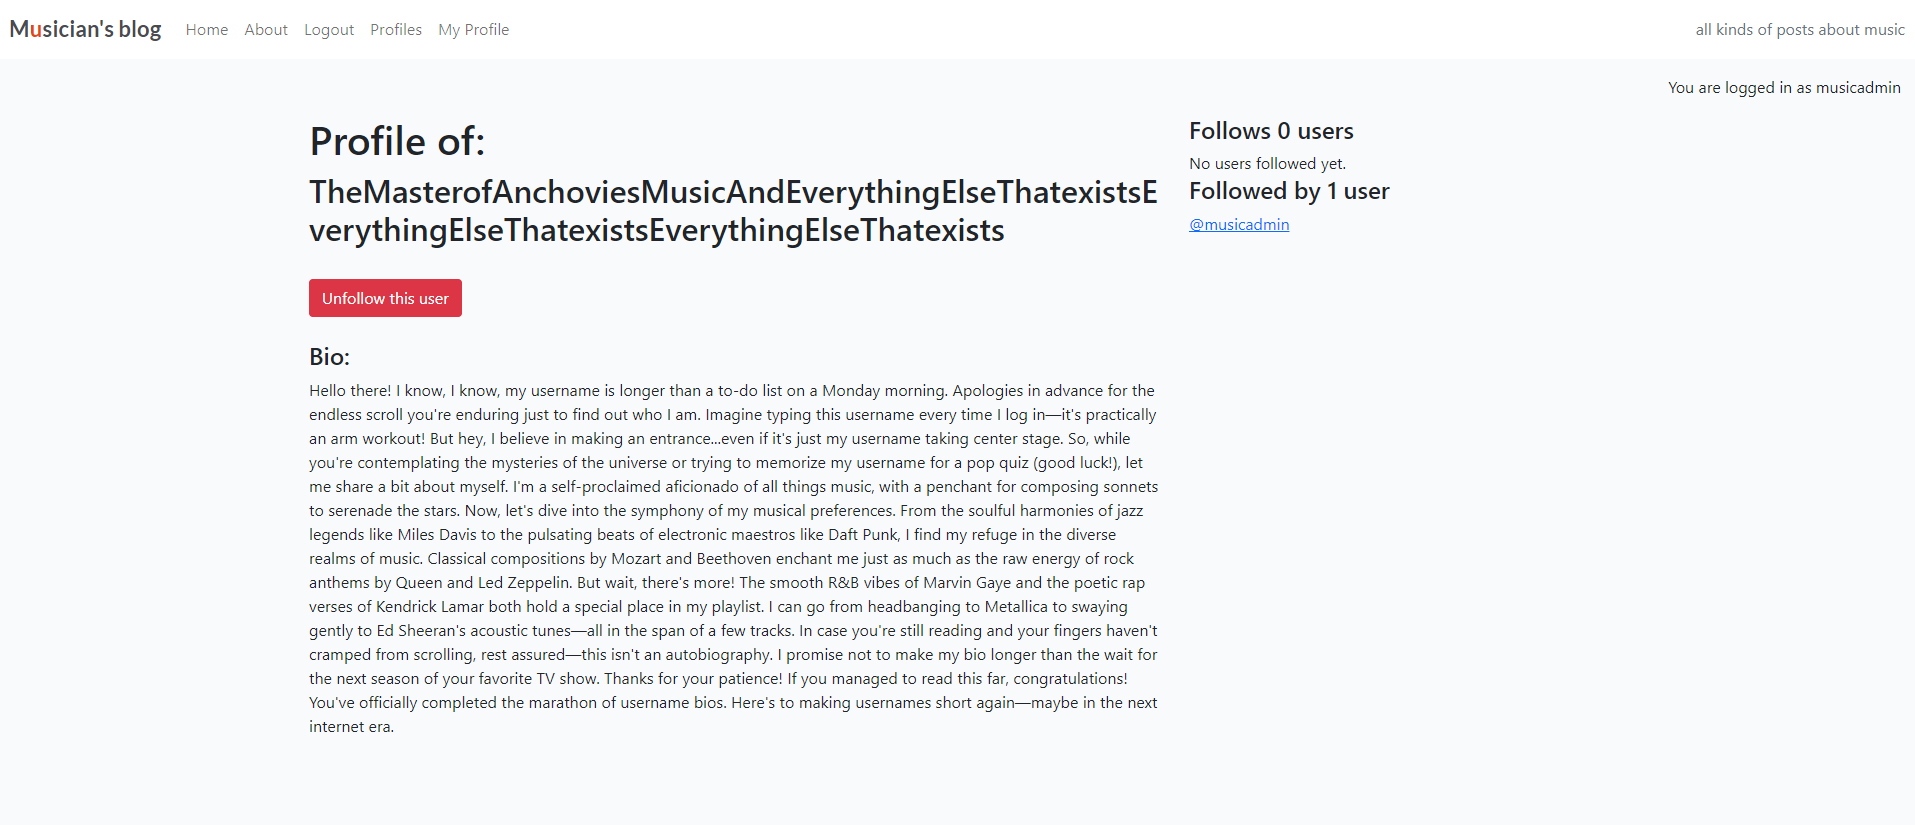 Musician's blog Home About Logout Profiles My Profile all kinds of posts about music
You are logged in as musicadmin
Profile of:
TheMasterofAnchoviesMusicAndEverythingElseThatexistsE
verythingElseThatexistsEverythingElseThatexists
Unfollow this user
Bio:
Hello there! I know, I know, my username is longer than a to-do list on a Monday morning. Apologies in advance for the
endless scroll you're enduring just to find out who I am. Imagine typing this username every time I log in—it's practically
an arm workout! But hey, I believe in making an entrance...even if it's just my username taking center stage. So, while
you're contemplating the mysteries of the universe or trying to memorize my username for a pop quiz (good luck!), let
me share a bit about myself. I'm a self-proclaimed aficionado of all things music, with a penchant for composing sonnets
to serenade the stars. Now, let's dive into the symphony of my musical preferences. From the soulful harmonies of jazz
legends like Miles Davis to the pulsating beats of electronic maestros like Daft Punk, I find my refuge in the diverse
realms of music. Classical compositions by Mozart and Beethoven enchant me just as much as the raw energy of rock
anthems by Queen and Led Zeppelin. But wait, there's more! The smooth R&B vibes of Marvin Gaye and the poetic rap
verses of Kendrick Lamar both hold a special place in my playlist. I can go from headbanging to Metallica to swaying
gently to Ed Sheeran's acoustic tunes—all in the span of a few tracks. In case you're still reading and your fingers haven't
cramped from scrolling, rest assured—this isn't an autobiography. I promise not to make my bio longer than the wait for
the next season of your favorite TV show. Thanks for your patience! If you managed to read this far, congratulations!
You've officially completed the marathon of username bios. Here's to making usernames short again—maybe in the next
internet era.
Follows 0 users
No users followed yet.
Followed by 1 user
@musicadmin